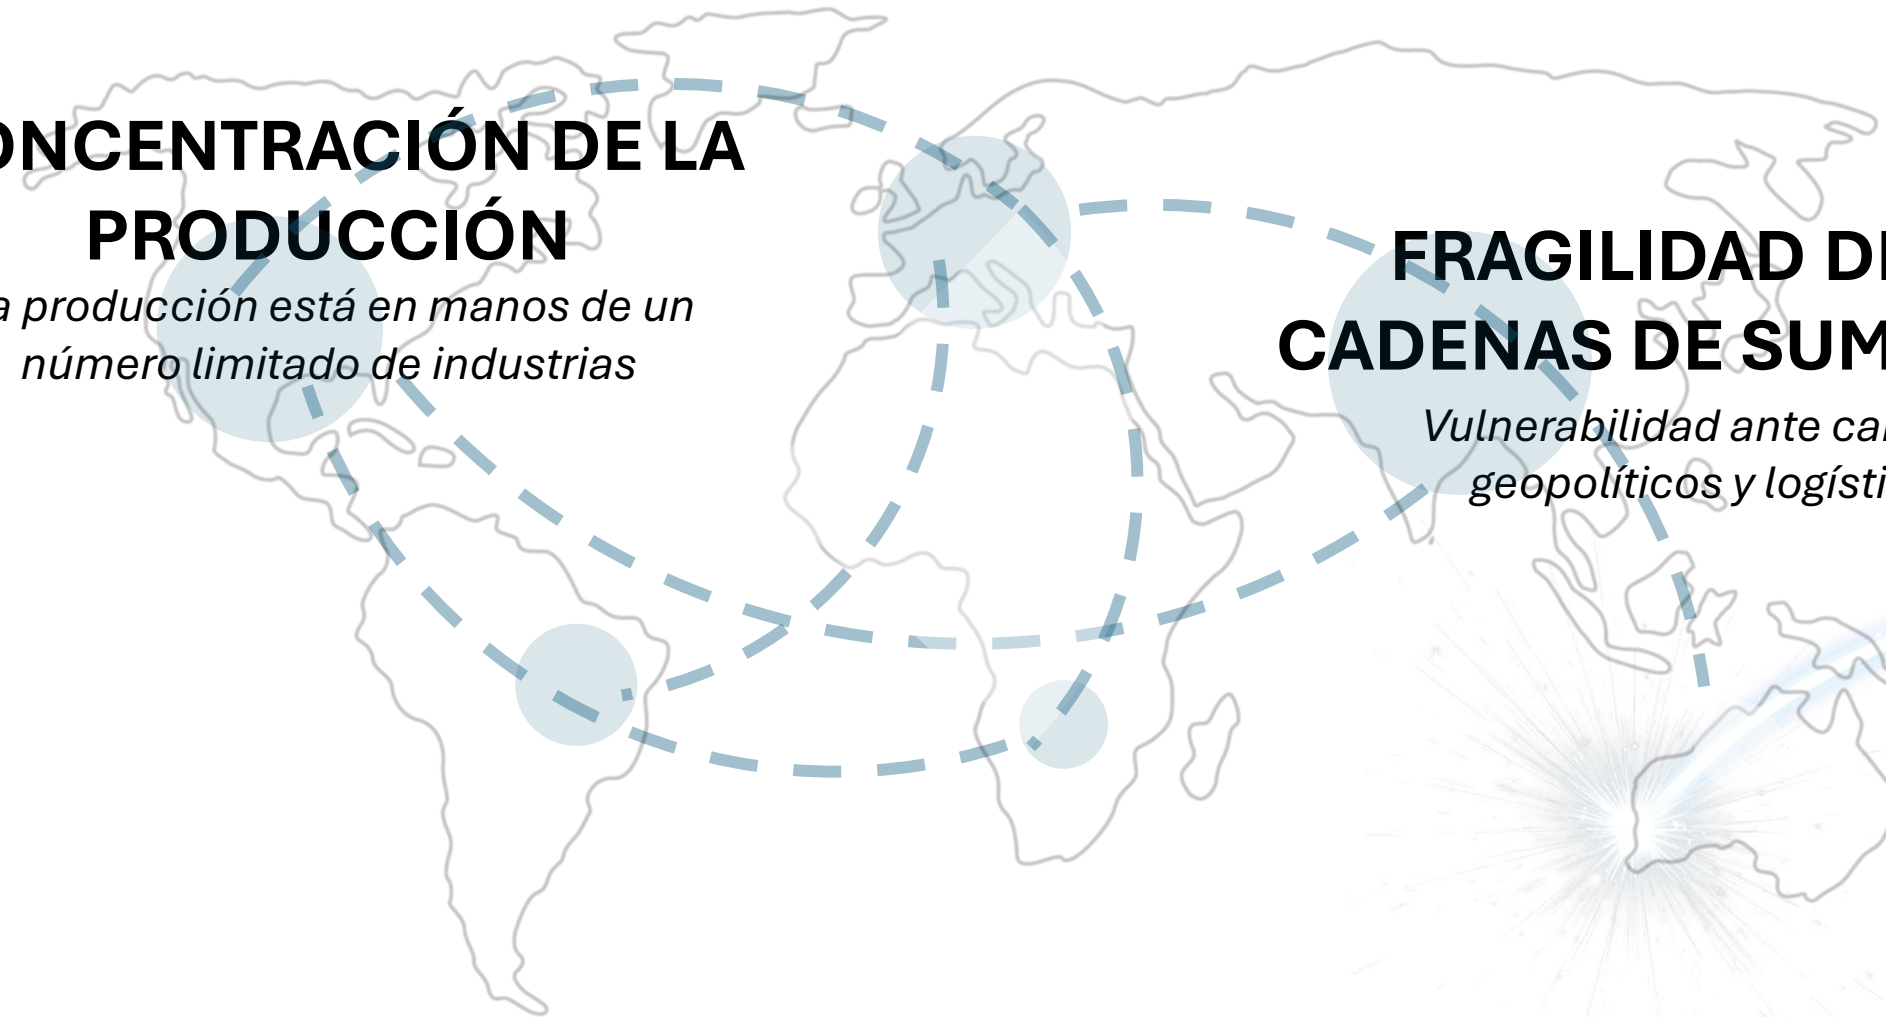 ONCENTRACIÓN DE LA
PRODUCCIÓN
a producción está en manos de un
número limitado de industrias
FRAGILIDAD DE
CADENAS DE SUM
Vulnerabilidad ante ca
geopolíticos y logísti